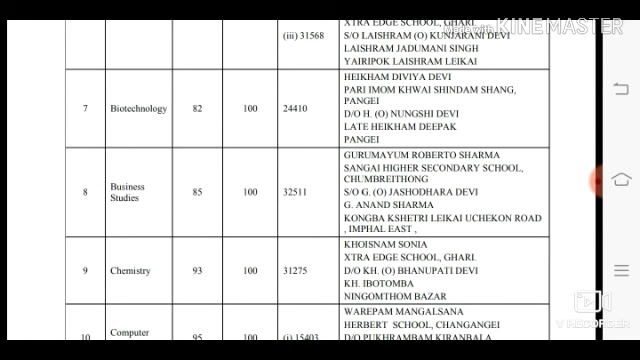 Made with KINEMASTER
XTRA EDGE SCHOOL, GHARI.
(iii) 31568
S/O LAISHRAM (O) KUNJARANI DEVI
LAISHRAM JADUMANI SINGH
YAIRIPOK LAISHRAM LEIKAI
7 Biotechnology 82 100 24410
HEIKHAM DIVIYA DEVI
PARI IMOM KHWAI SHINDAM SHANG,
PANGEI
D/O H. (O) NUNGSHI DEVI
LATE HEIKHAM DEEPAK
PANGEI
8 Business
Studies 85 100 32511
GURUMAYUM ROBERTO SHARMA
SANGAI HIGHER SECONDARY SCHOOL,
CHUMBREITHONG
S/O G. (O) JASHODHARA DEVI
G. ANAND SHARMA
KONGBA KSHETRI LEIKAI UCHEKON ROAD
, IMPHAL EAST ,
9 Chemistry 93 100 31275
KHOISNAM SONIA
XTRA EDGE SCHOOL, GHARI.
D/O KH. (O) BHANUPATI DEVI
KH. IBOTOMBA
NINGOMTHOM BAZAR
10 Computer 95 100 (i) 15403
WAREPAM MANGALSANA
HERBERT SCHOOL, CHANGANGEI
D/O PUKHRAMBAM KIRANBALA
V RECORDER